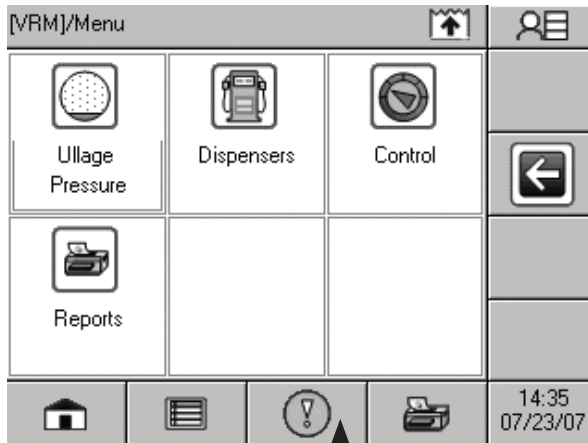 [VRM]/Menu
Ullage
Pressure
Dispensers
Control
Reports
14:35
07/23/07